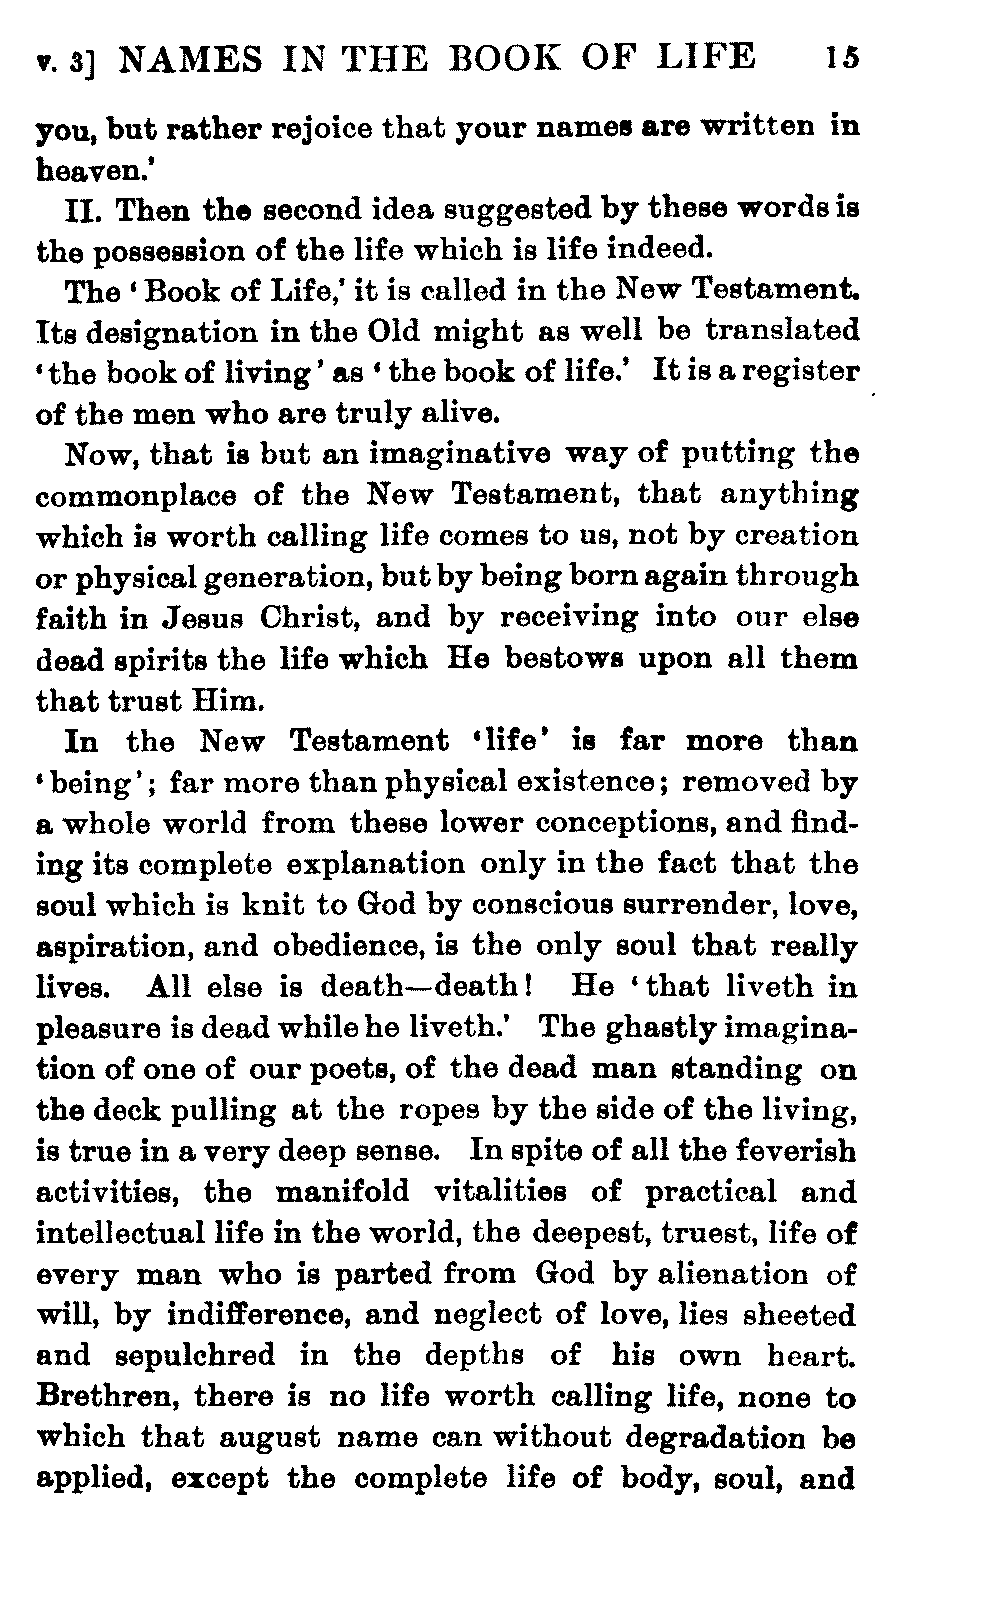 v. 3] NAMES IN THE BOOK OF LIFE 15
you, but rather rejoice that your names are written in
heaven.'
II. Then the second idea suggested by these words is
the possession of the life which is life indeed.
The ‘Book of Life,’ it is called in the New Testament.
Its designation in the Old might as well be translated
‘the book of living’ as ‘the book of life.’ It is a register
of the men who are truly alive.
Now, that is but an imaginative way of putting the
commonplace of the New Testament, that anything
which is worth calling life comes to us, not by creation
or physical generation, but by being born again through
faith in Jesus Christ, and by receiving into our else
dead spirits the life which He bestows upon all them
that trust Him.
In the New Testament ‘life’ is far more than
‘being’; far more than physical existence; removed by
a whole world from these lower conceptions, and find-
ing its complete explanation only in the fact that the
soul which is knit to God by conscious surrender, love,
aspiration, and obedience, is the only soul that really
lives. All else is death—death! He ‘that liveth in
pleasure is dead while he liveth.’ The ghastly imagina-
tion of one of our poets, of the dead man standing on
the deck pulling at the ropes by the side of the living,
is true in a very deep sense. In spite of all the feverish
activities, the manifold vitalities of practical and
intellectual life in the world, the deepest, truest, life of
every man who is parted from God by alienation of
will, by indifference, and neglect of love, lies sheeted
and sepulchred in the depths of his own heart.
Brethren, there is no life worth calling life, none to
which that august name can without degradation be
applied, except the complete life of body, soul, and